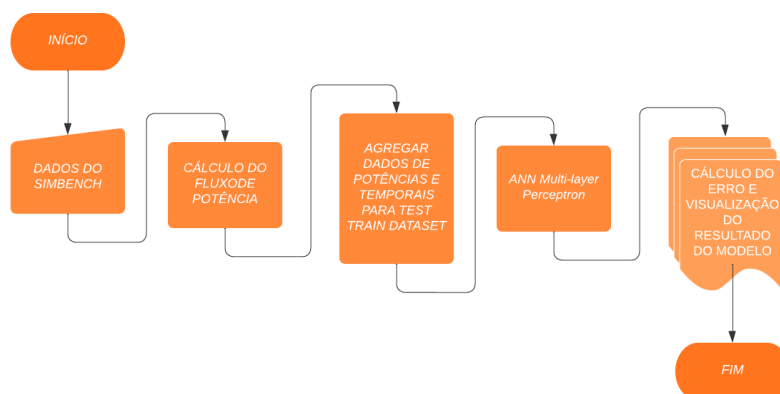 INÍCIO
DADOS DO
SIMBENCH
CÁLCULO DO
FLUXODE
POTÊNCIA
AGREGAR
DADOS DE
POTÊNCIAS E
TEMPORAIS
PARA TEST
TRAIN DATASET
ANN Multi-layer
Perceptron
CÁLCULO DO
ERRO E
VISUALIZAÇÃO
DO
RESULTADO
DO MODELO
FIM